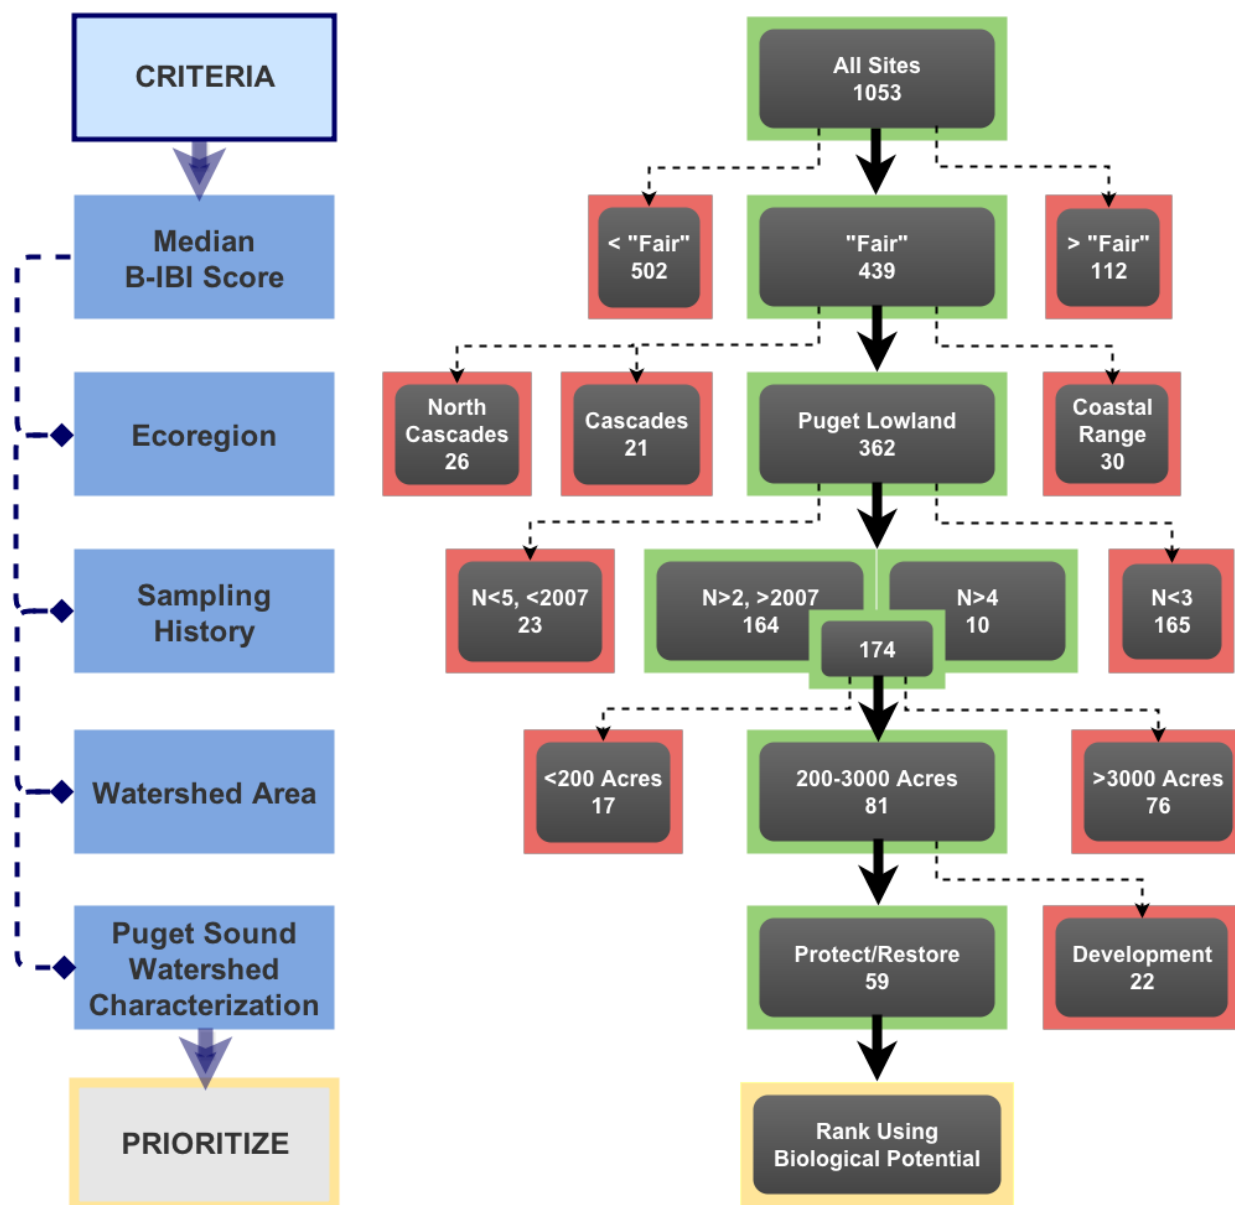 CRITERIA
All Sites
1053
Median
B-IBI Score
< "Fair"
502
"Fair"
439
> "Fair"
112
Ecoregion
North
Cascades
26
Cascades
21
Puget Lowland
362
Coastal
Range
30
Sampling
History
N<5, <2007
23
N>2, >2007
164
N>4
10
174
N<3
165
Watershed Area
<200 Acres
17
200-3000 Acres
81
>3000 Acres
76
Puget Sound
Watershed
Characterization
Protect/Restore
59
Development
22
PRIORITIZE
Rank Using
Biological Potential